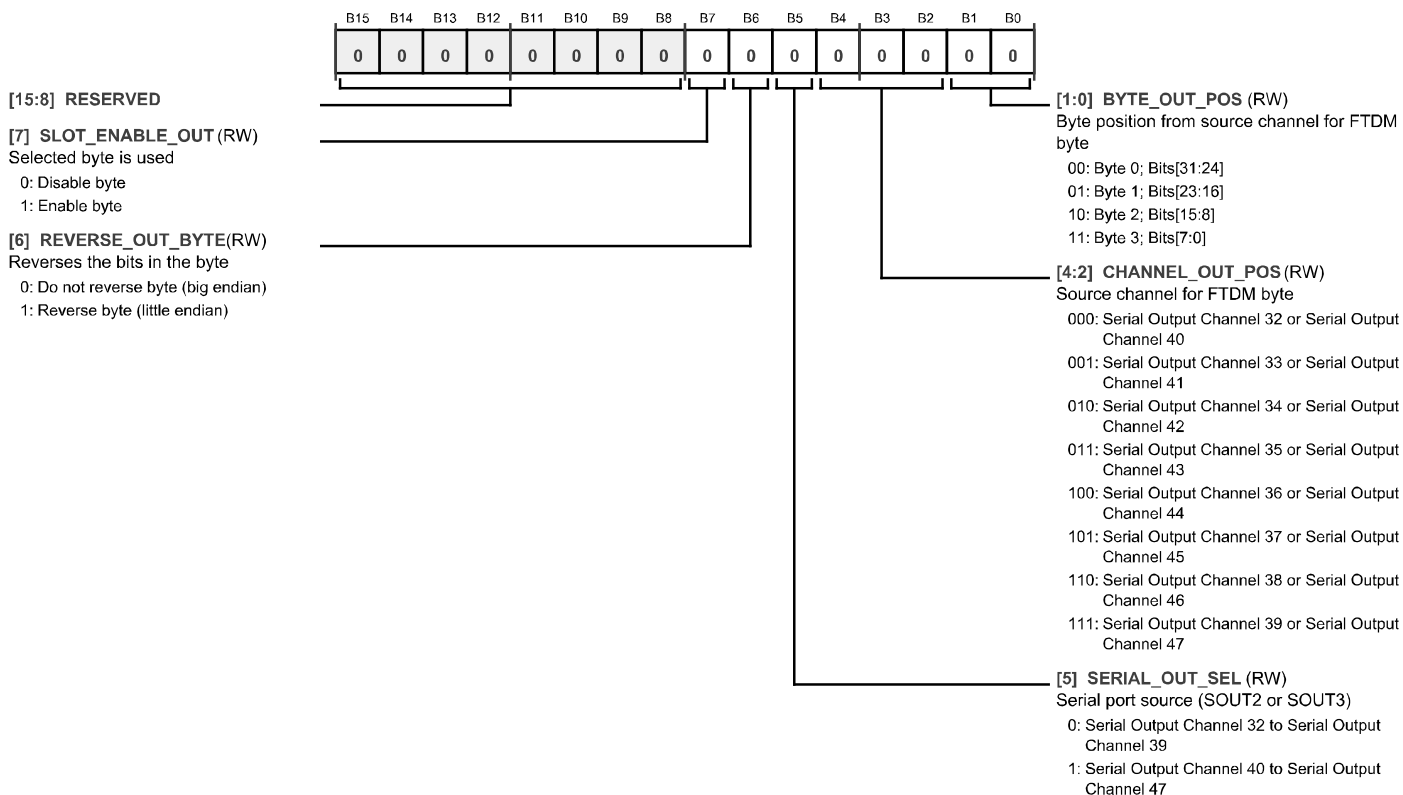 B15 B14 B13 B12 B11 B10 B9 B8 B7 B6 B5 B4 B3 B2 B1 B0
0 0 0 0 0 0 0 0 0 0 0 0 0 0 0 0
[15:8] RESERVED
[7] SLOT_ENABLE_OUT (RW)
Selected byte is used
0: Disable byte
1: Enable byte
[6] REVERSE_OUT_BYTE(RW)
Reverses the bits in the byte
0: Do not reverse byte (big endian)
1: Reverse byte (little endian)
[1:0] BYTE_OUT_POS (RW)
Byte position from source channel for FTDM
byte
00: Byte 0; Bits[31:24]
01: Byte 1; Bits[23:16]
10: Byte 2; Bits[15:8]
11: Byte 3; Bits[7:0]
[4:2] CHANNEL_OUT_POS (RW)
Source channel for FTDM byte
000: Serial Output Channel 32 or Serial Output
Channel 40
001: Serial Output Channel 33 or Serial Output
Channel 41
010: Serial Output Channel 34 or Serial Output
Channel 42
011: Serial Output Channel 35 or Serial Output
Channel 43
100: Serial Output Channel 36 or Serial Output
Channel 44
101: Serial Output Channel 37 or Serial Output
Channel 45
110: Serial Output Channel 38 or Serial Output
Channel 46
111: Serial Output Channel 39 or Serial Output
Channel 47
[5] SERIAL_OUT_SEL (RW)
Serial port source (SOUT2 or SOUT3)
0: Serial Output Channel 32 to Serial Output
Channel 39
1: Serial Output Channel 40 to Serial Output
Channel 47